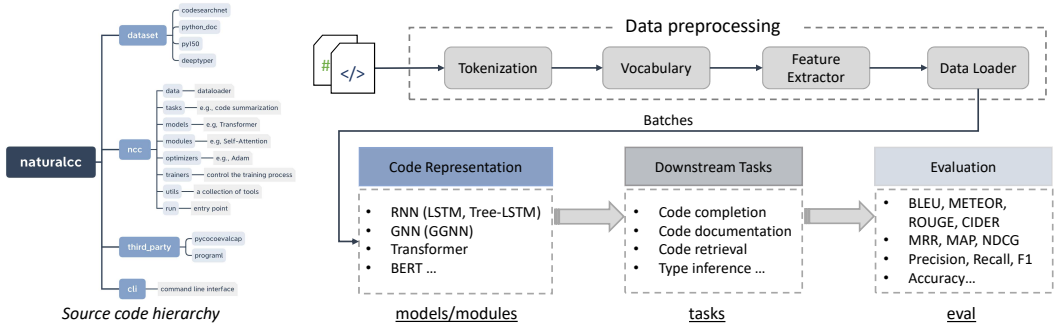 naturalcc
dataset
codesearchnet
python_doc
py150
deeptyper
ncc
data dataloader
tasks e.g., code summarization
models e.g, Transformer
modules e.g, Self-Attention
optimizers e.g., Adam
trainers control the training process
utils a collection of tools
run entry point
third_party
pycocoevalcap
programl
cli command line interface
Source code hierarchy
Data preprocessing
#
</>
Tokenization
Vocabulary
Feature
Extractor
Data Loader
Batches
Code Representation
• RNN (LSTM, Tree-LSTM)
• GNN (GGNN)
• Transformer
• BERT ...
models/modules
Downstream Tasks
• Code completion
• Code documentation
• Code retrieval
• Type inference ...
tasks
Evaluation
• BLEU, METEOR,
ROUGE, CIDER
• MRR, MAP, NDCG
• Precision, Recall, F1
• Accuracy...
eval